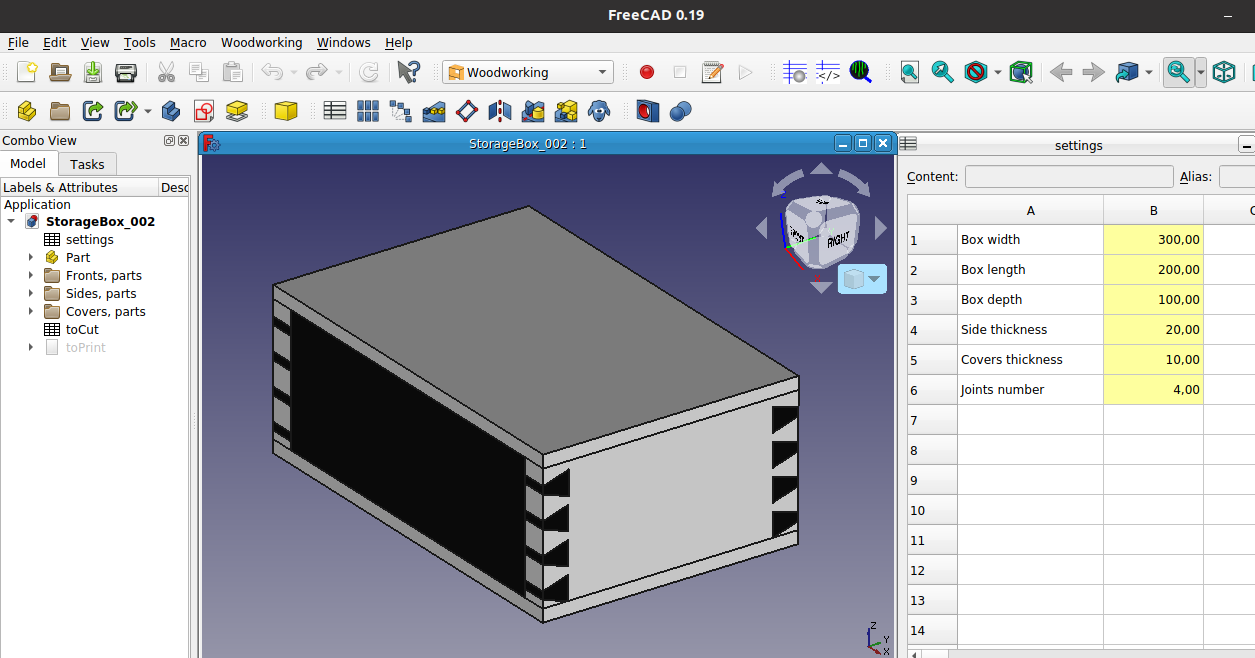 FreeCAD 0.19
File Edit View Tools Macro Woodworking Windows Help
Woodworking
Combo View
Model Tasks
Labels & Attributes Desc
Application
StorageBox_002
settings
Part
Fronts, parts
Sides, parts
Covers, parts
toCut
toPrint
StorageBox_002 : 1
RIGHT
Z
Y
X
settings
Content: Alias:
A B C
1 Box width 300,00
2 Box length 200,00
3 Box depth 100,00
4 Side thickness 20,00
5 Covers thickness 10,00
6 Joints number 4,00
7
8
9
10
11
12
13
14